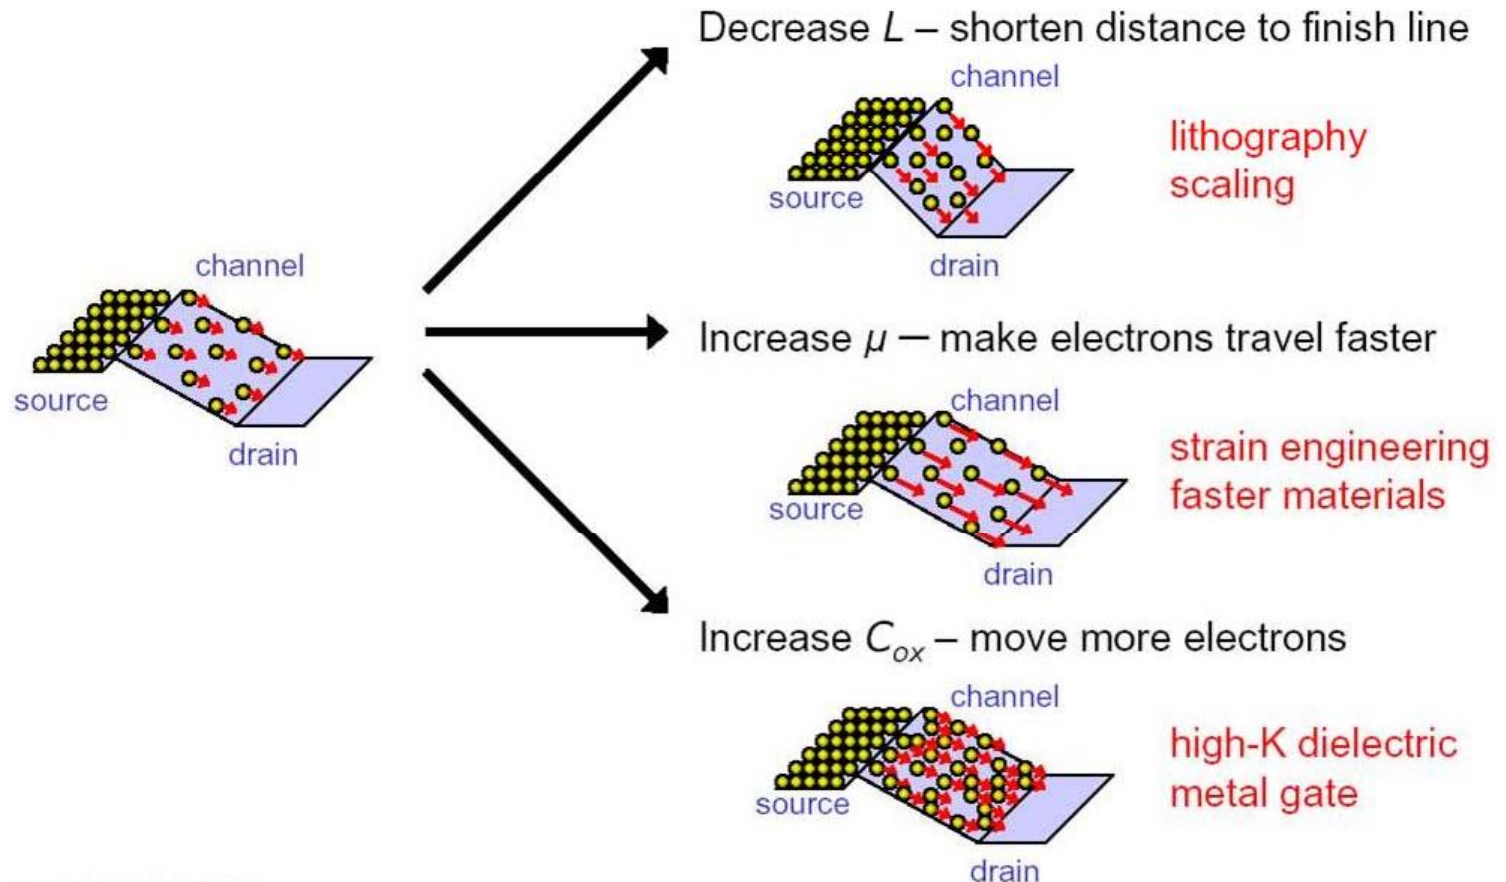 Decrease L – shorten distance to finish line
channel
lithography
scaling
source
drain
channel
source
drain
Increase μ – make electrons travel faster
channel
strain engineering
faster materials
source
drain
Increase Cox – move more electrons
channel
high-K dielectric
metal gate
source
drain